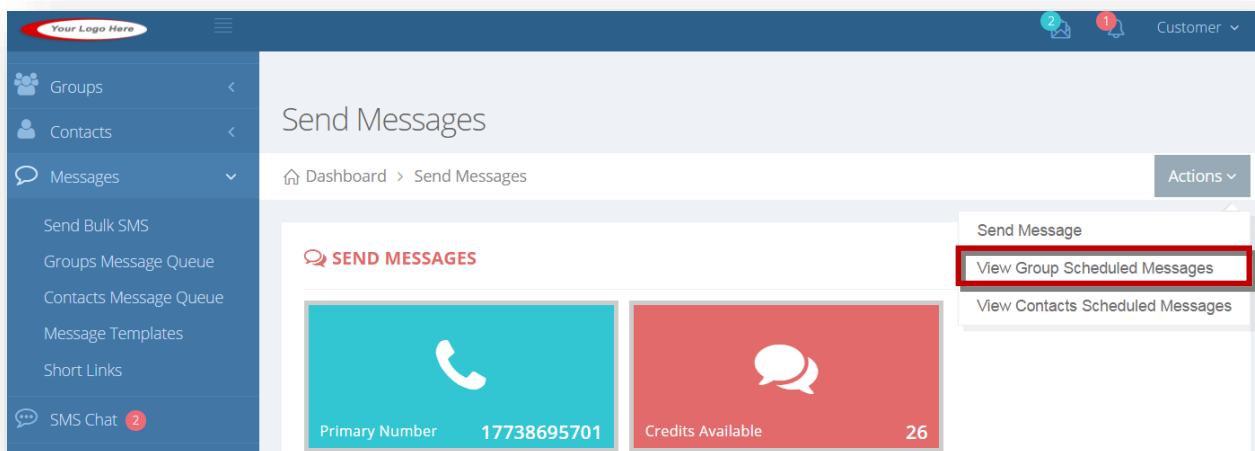 Your Logo Here
2
1
Customer
Groups
Contacts
Messages
Send Bulk SMS
Groups Message Queue
Contacts Message Queue
Message Templates
Short Links
SMS Chat 2
Send Messages
Dashboard > Send Messages
Actions
Send Message
View Group Scheduled Messages
View Contacts Scheduled Messages
SEND MESSAGES
Primary Number 17738695701
Credits Available 26